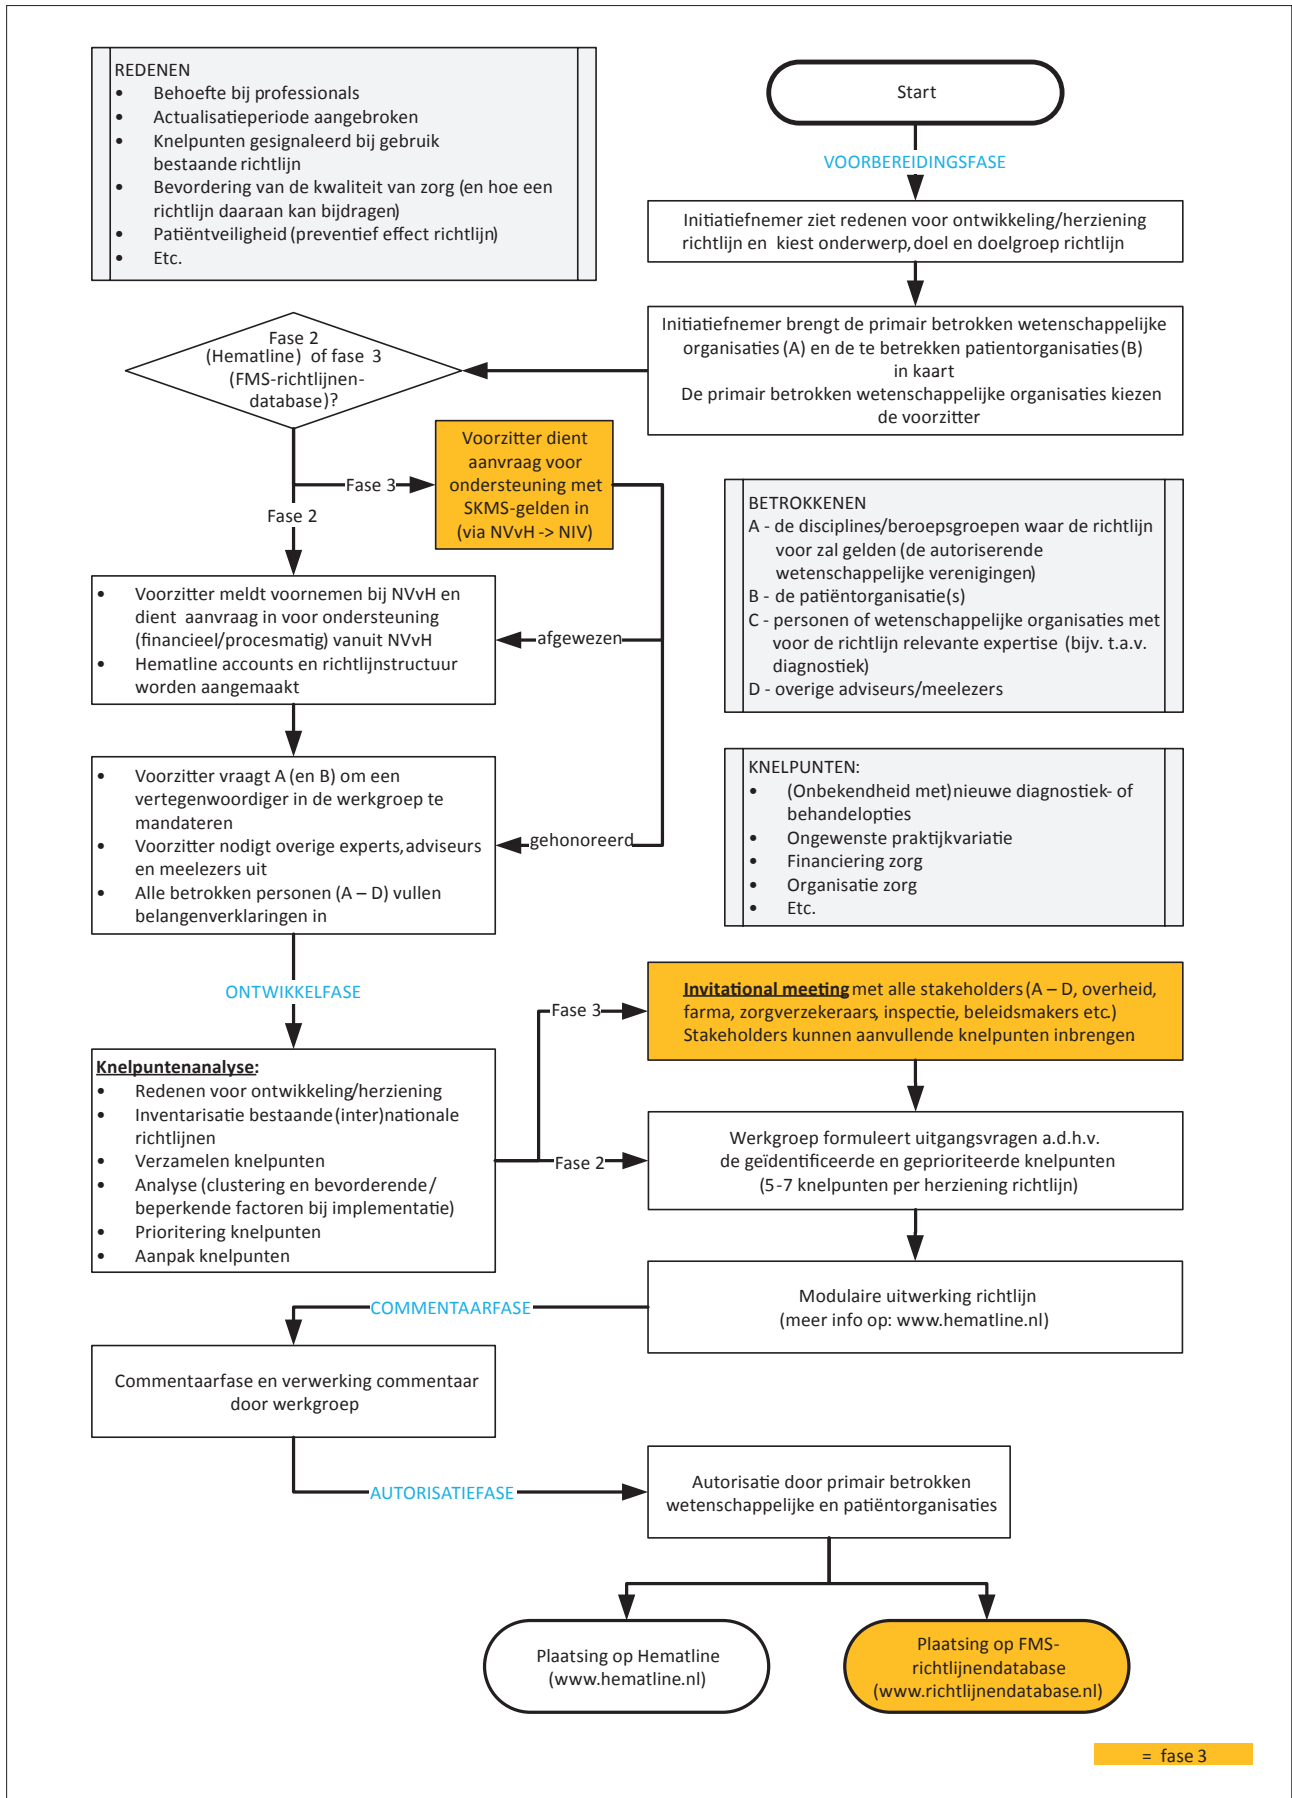 REDENEN
• Behoefte bij professionals
• Actualisatieperiode aangebroken
• Knelpunten gesignaleerd bij gebruik
bestaande richtlijn
• Bevordering van de kwaliteit van zorg (en hoe een
richtlijn daaraan kan bijdragen)
• Patiëntveiligheid (preventief effect richtlijn)
• Etc.
Start
VOORBEREIDINGSFASE
Initiatiefnemer ziet redenen voor ontwikkeling/herziening
richtlijn en kiest onderwerp, doel en doelgroep richtlijn
Initiatiefnemer brengt de primair betrokken wetenschappelijke
organisaties (A) en de te betrekken patientorganisaties (B)
in kaart
De primair betrokken wetenschappelijke organisaties kiezen
de voorzitter
Fase 2
(Hematline) of fase 3
(FMS-richtlijnen-
database)?
Fase 3
Voorzitter dient
aanvraag voor
ondersteuning met
SKMS-gelden in
(via NVvH -> NIV)
Fase 2
BETROKKENEN
A - de disciplines/beroepsgroepen waar de richtlijn
voor zal gelden (de autoriserende
wetenschappelijke verenigingen)
B - de patiëntorganisatie(s)
C - personen of wetenschappelijke organisaties met
voor de richtlijn relevante expertise (bijv. t.a.v.
diagnostiek)
D - overige adviseurs/meelezers
• Voorzitter meldt voornemen bij NVvH en
dient aanvraag in voor ondersteuning
(financieel/procesmatig) vanuit NVvH
• Hematline accounts en richtlijnstructuur
worden aangemaakt
afgewezen
KNELPUNTEN:
• (Onbekendheid met) nieuwe diagnostiek- of
behandelopties
• Ongewenste praktijkvariatie
• Financiering zorg
• Organisatie zorg
• Etc.
• Voorzitter vraagt A (en B) om een
vertegenwoordiger in de werkgroep te
mandateren
• Voorzitter nodigt overige experts, adviseurs
en meelezers uit
• Alle betrokken personen (A – D) vullen
belangenverklaringen in
gehonoreerd
ONTWIKKELFASE
Fase 3
Invitational meeting met alle stakeholders (A – D, overheid,
farma, zorgverzekeraars, inspectie, beleidsmakers etc.)
Stakeholders kunnen aanvullende knelpunten inbrengen
Knelpuntenanalyse:
• Redenen voor ontwikkeling/herziening
• Inventarisatie bestaande (inter)nationale
richtlijnen
• Verzamelen knelpunten
• Analyse (clustering en bevorderende/
beperkende factoren bij implementatie)
• Prioritering knelpunten
• Aanpak knelpunten
Fase 2
Werkgroep formuleert uitgangsvragen a.d.h.v.
de geïdentificeerde en geprioriteerde knelpunten
(5-7 knelpunten per herziening richtlijn)
Modulaire uitwerking richtlijn
(meer info op: www.hematline.nl)
COMMENTAARFASE
Commentaarfase en verwerking commentaar
door werkgroep
AUTORISATIEFASE
Autorisatie door primair betrokken
wetenschappelijke en patiëntorganisaties
Plaatsing op Hematline
(www.hematline.nl)
Plaatsing op FMS-
richtlijnendatabase
(www.richtlijnendatabase.nl)
= fase 3